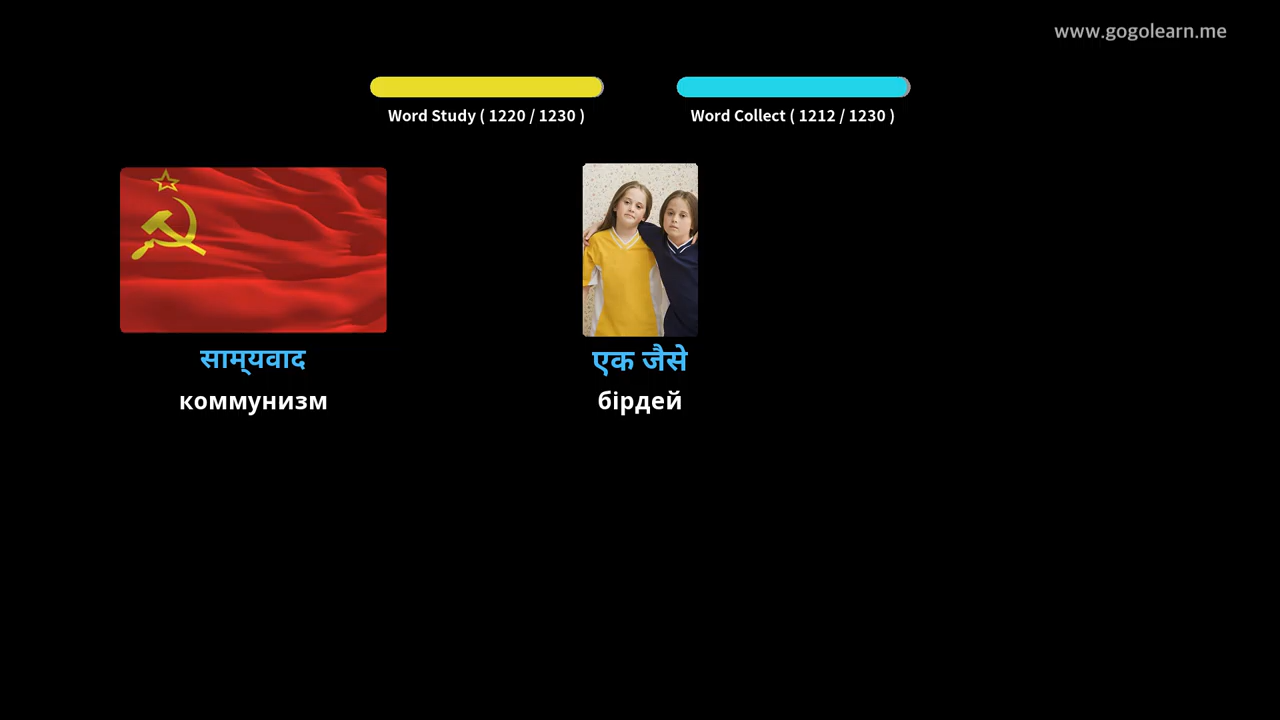 www.gogolearn.me
Word Study ( 1220 / 1230 )
Word Collect ( 1212 / 1230 )
साम्यवाद
коммунизм
एक जैसे
бірдей